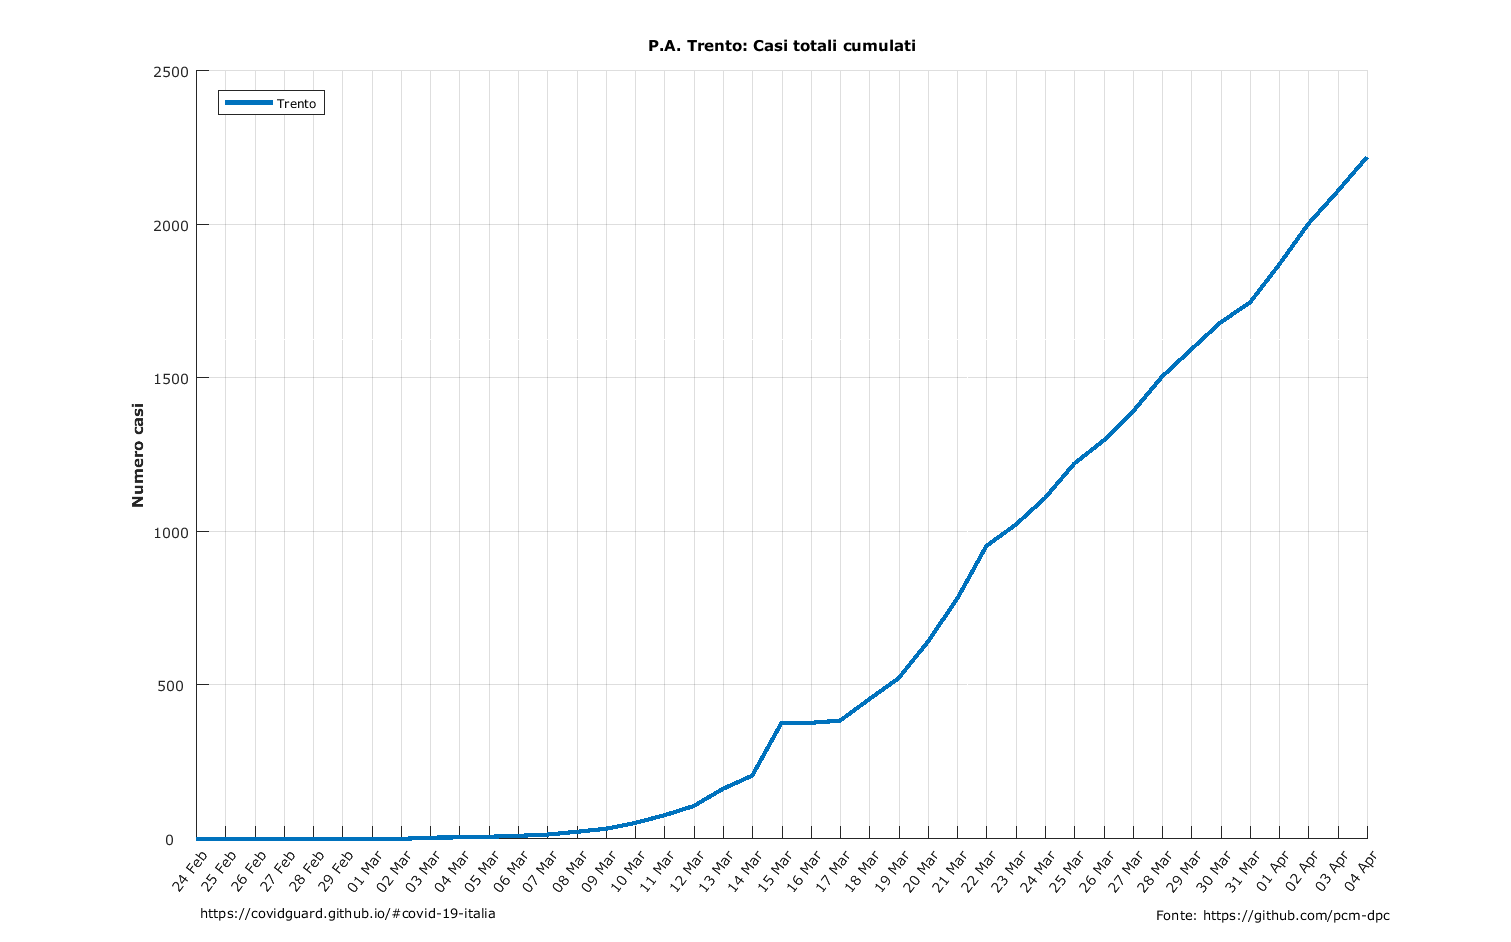 P.A. Trento: Casi totali cumulati
2500
Trento
2000
1500
Numero casi
1000
500
0
24 Feb
25 Feb
26 Feb
27 Feb
28 Feb
29 Feb
01 Mar
02 Mar
03 Mar
04 Mar
05 Mar
06 Mar
07 Mar
08 Mar
09 Mar
10 Mar
11 Mar
12 Mar
13 Mar
14 Mar
15 Mar
16 Mar
17 Mar
18 Mar
19 Mar
20 Mar
21 Mar
22 Mar
23 Mar
24 Mar
25 Mar
26 Mar
27 Mar
28 Mar
29 Mar
30 Mar
31 Mar
01 Apr
02 Apr
03 Apr
04 Apr
https://covidguard.github.io/#covid-19-italia
Fonte: https://github.com/pcm-dpc